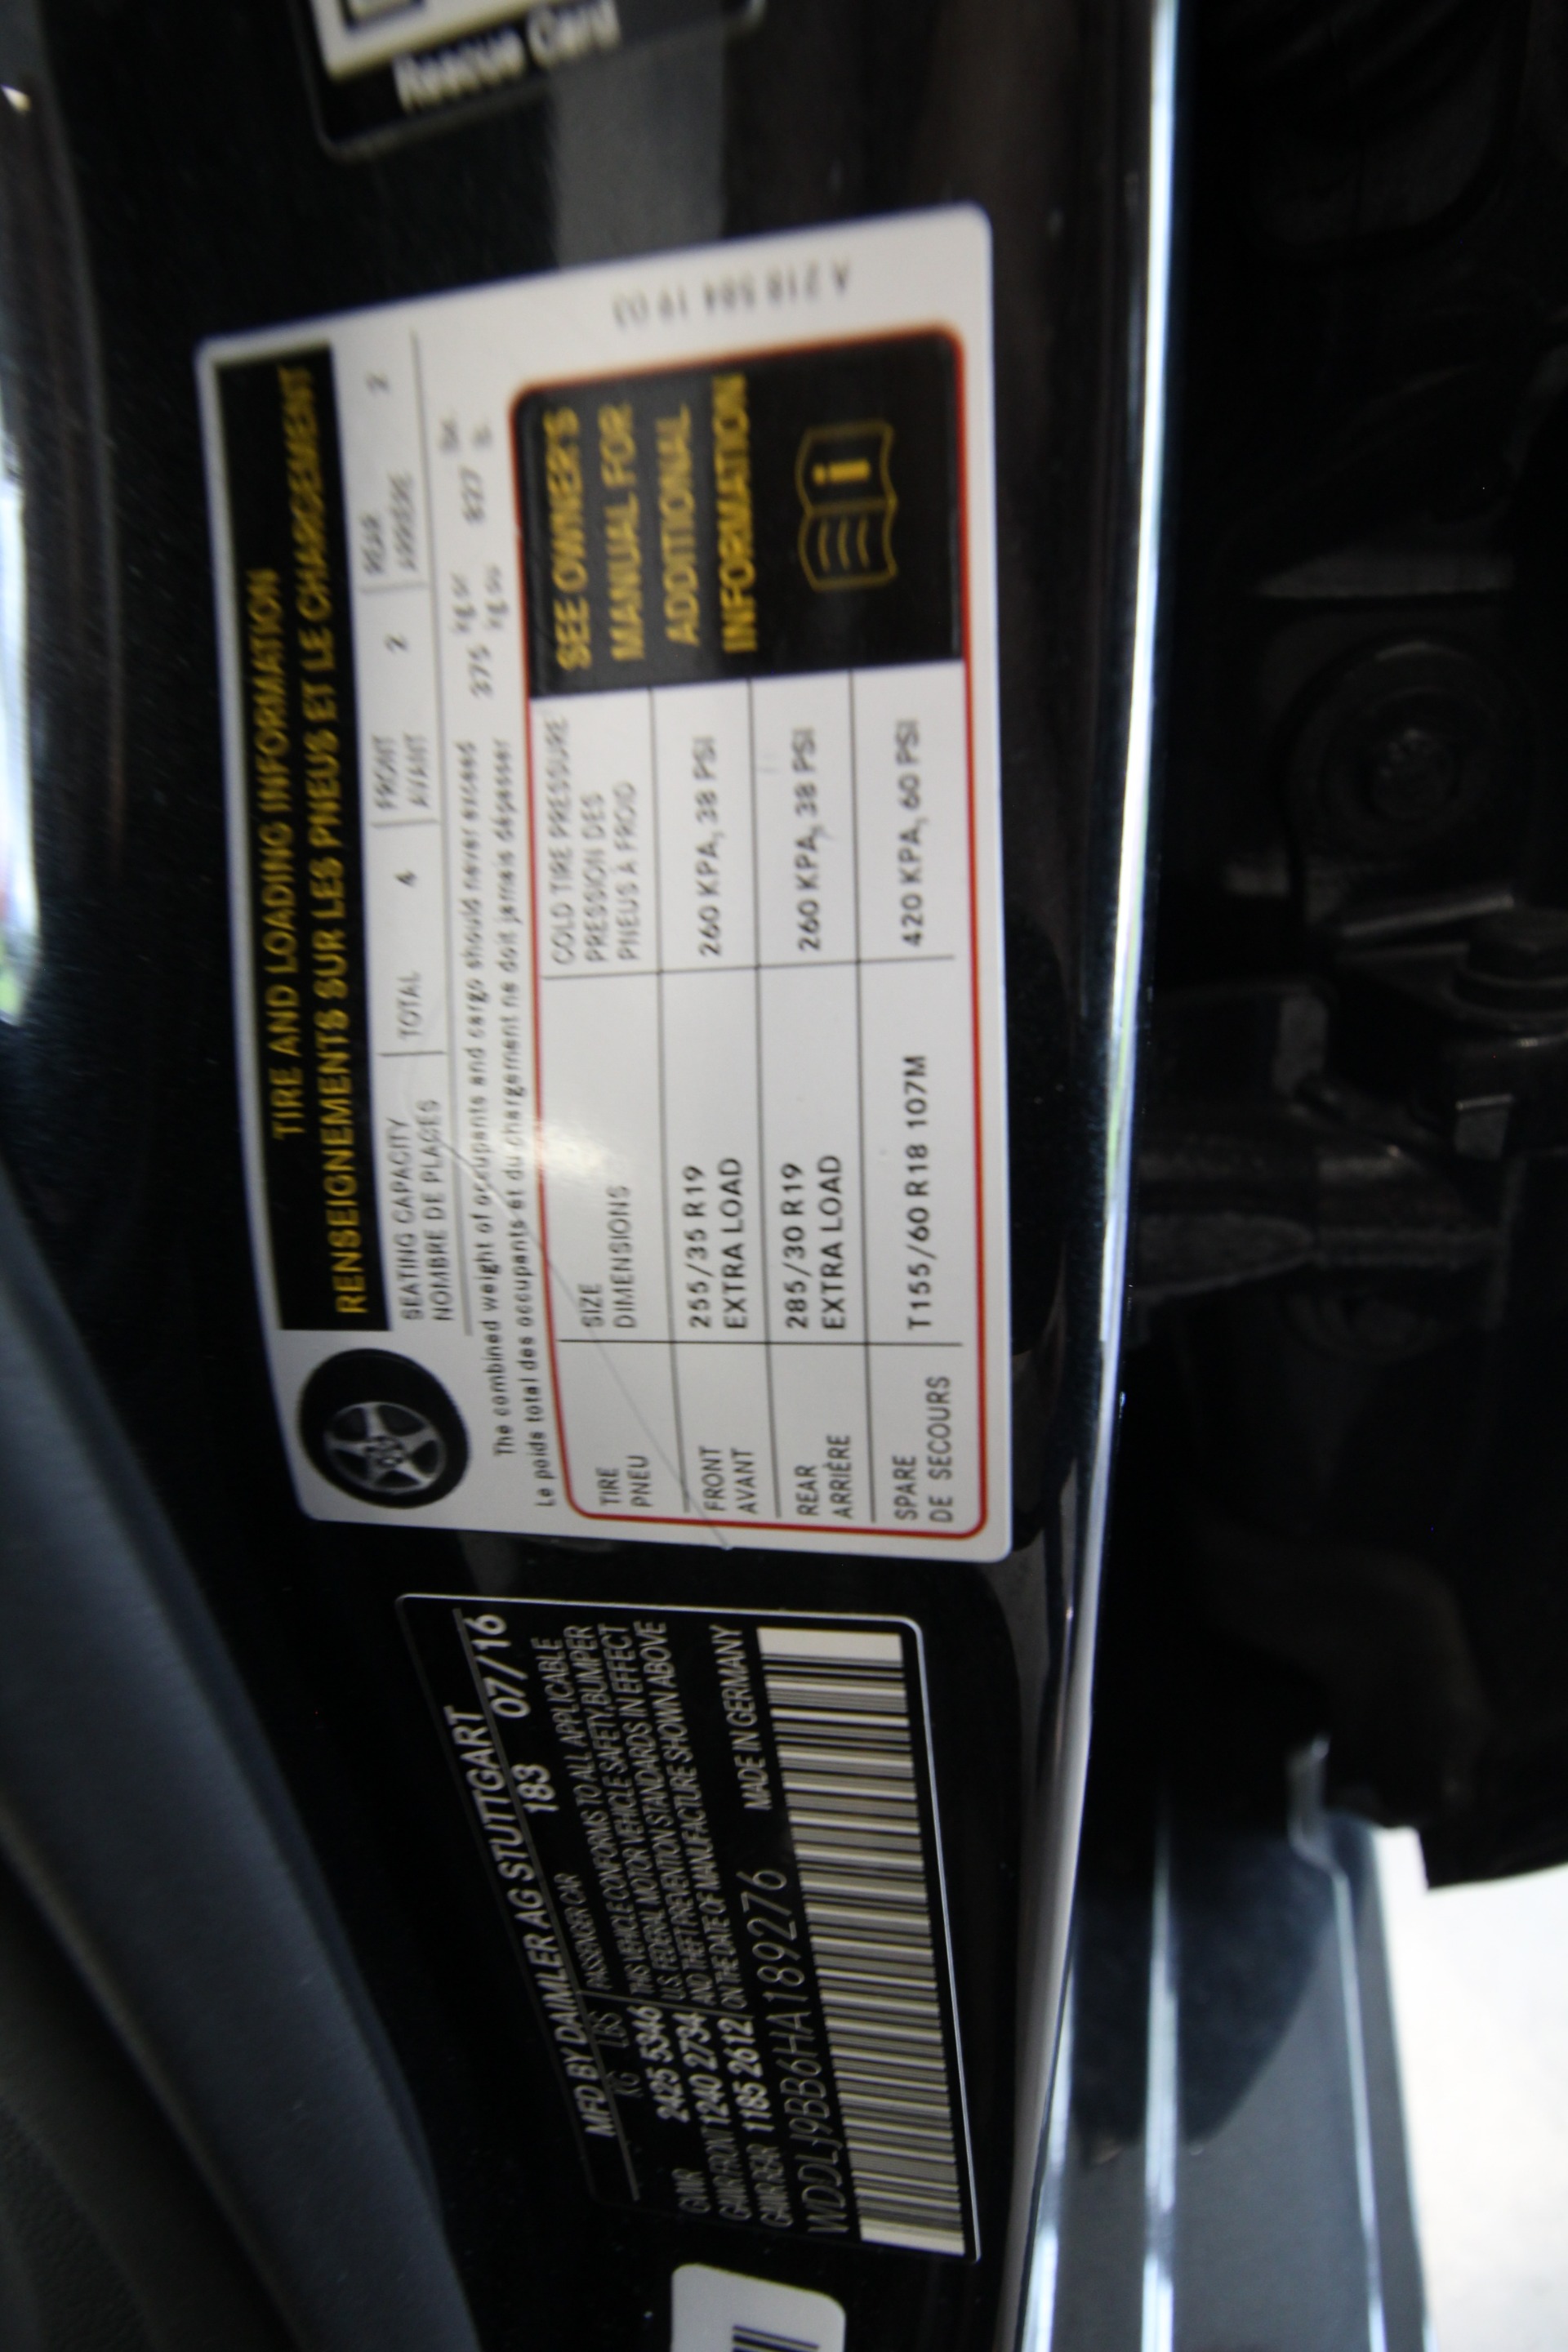 Rescue Card
TIRE AND LOADING INFORMATION
RENSEIGNEMENTS SUR LES PNEUS ET LE CHARGEMENT
SEATING CAPACITY TOTAL 4 FRONT 2 REAR 2
NOMBRE DE PLACES AVANT ARRIÈRE
The combined weight of occupants and cargo should never exceed 375 kg or 827 lbs.
Le poids total des occupants et du chargement ne doit jamais dépasser kg ou lb.
TIRE SIZE COLD TIRE PRESSURE
PNEU DIMENSIONS PRESSION DES
PNEUS À FROID
FRONT 255/35 R19 260 KPA, 38 PSI
AVANT EXTRA LOAD
REAR 285/30 R19 260 KPA, 38 PSI
ARRIÈRE EXTRA LOAD
SPARE T155/60 R18 107M 420 KPA, 60 PSI
DE SECOURS
SEE OWNER'S
MANUAL FOR
ADDITIONAL
INFORMATION
i
A 218 584 19 03
MFD BY DAIMLER AG STUTTGART
183 07/16
KG LBS PASSENGER CAR
GVWR 2425 5346 THIS VEHICLE CONFORMS TO ALL APPLICABLE
GAWR FRONT 1240 2734 U.S. FEDERAL MOTOR VEHICLE SAFETY, BUMPER
GAWR REAR 1185 2612 AND THEFT PREVENTION STANDARDS IN EFFECT
ON THE DATE OF MANUFACTURE SHOWN ABOVE
WDDLJ9BB6HA189276 MADE IN GERMANY